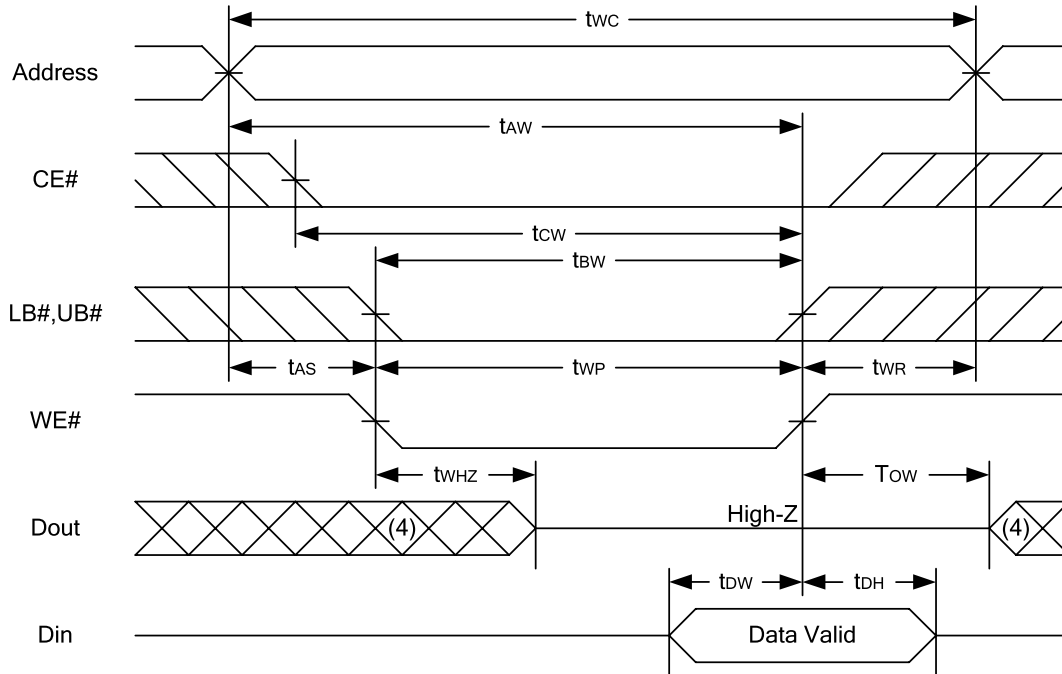 tWC
Address
tAW
CE#
tCW
tBW
LB#,UB#
tAS
tWP
tWR
WE#
tWHZ
TOW
Dout
(4)
High-Z
(4)
tDW
tDH
Din
Data Valid